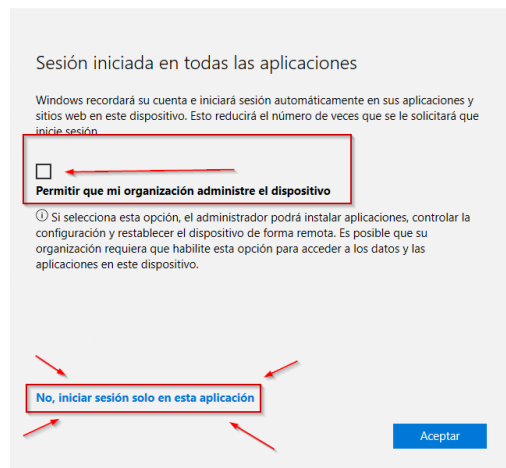 Sesión iniciada en todas las aplicaciones
Windows recordará su cuenta e iniciará sesión automáticamente en sus aplicaciones y
sitios web en este dispositivo. Esto reducirá el número de veces que se le solicitará que
inicie sesión.
Permitir que mi organización administre el dispositivo
Si selecciona esta opción, el administrador podrá instalar aplicaciones, controlar la
configuración y restablecer el dispositivo de forma remota. Es posible que su
organización requiera que habilite esta opción para acceder a los datos y las
aplicaciones en este dispositivo.
No, iniciar sesión solo en esta aplicación
Aceptar